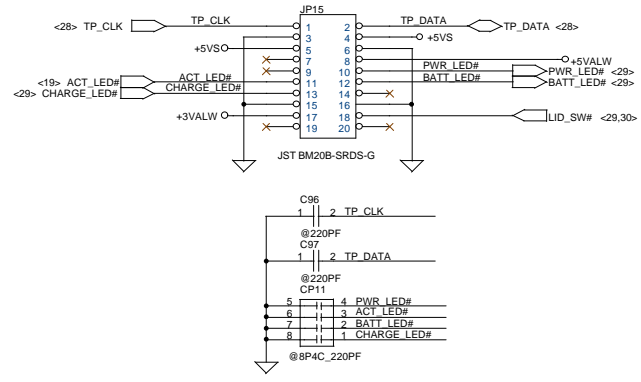 JP15
<28> TP_CLK TP_CLK 1 2 TP_DATA TP_DATA <28>
3 4 +5VS
+5VS 5 6
7 8 +5VALW
9 10 PWR_LED# PWR_LED# <29>
<19> ACT_LED# ACT_LED# 11 12 BATT_LED# BATT_LED# <29>
<29> CHARGE_LED# CHARGE_LED# 13 14
15 16
+3VALW 17 18 LID_SW# <29,30>
19 20
JST BM20B-SRDS-G
C96
1 2 TP_CLK
@220PF
C97
1 2 TP_DATA
@220PF
CP11
5 4 PWR_LED#
6 3 ACT_LED#
7 2 BATT_LED#
8 1 CHARGE_LED#
@8P4C_220PF